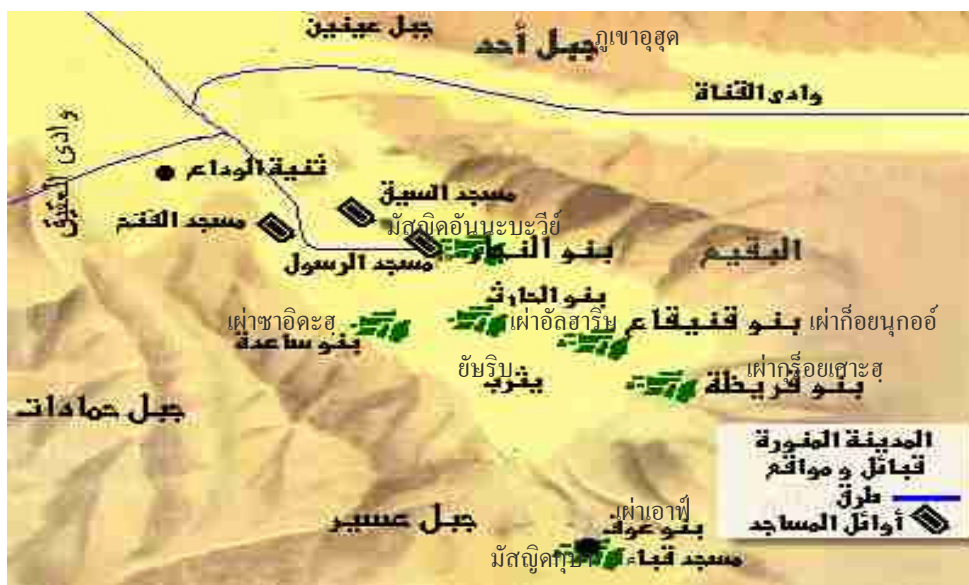 جبل عينين
جبل أحد ภูเขาอุฮุด
وادى القناة
وادى العقيق
ثنية الوداع
مسجد السبق
مسجد الفتح
มัสญิดอันนะบะวีย์
بنو النجار
البقيع
مسجد الرسول
بنو الحارث
เผ่าซาอิดะฮฺ
เผ่าอัลฮาริษ
بنو قنيقاع เผ่าก็อยนุกออ์
بنو ساعدة
ยัษริบ
يثرب
เผ่ากุร็อยเศาะฮฺ
بنو قريظة
جبل حمادات
المدينة المنورة
قبائل و مواقع
طرق
أوائل المساجد
جبل عسير
เผ่าเอาฟ์
بنو عوف
มัสญิดกุบาอ์
مسجد قباء